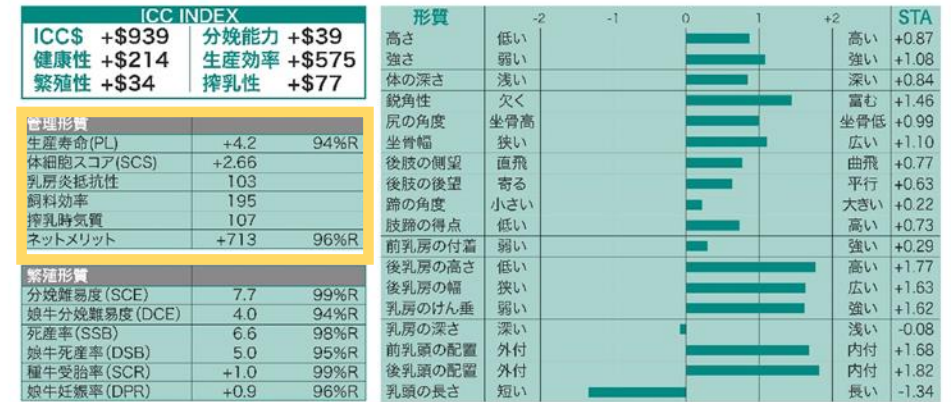 ICC INDEX
ICC$ +$939 分娩能力 +$39
健康性 +$214 生産効率 +$575
繁殖性 +$34 搾乳性 +$77
管理形質
生産寿命(PL) +4.2 94%R
体細胞スコア(SCS) +2.66
乳房炎抵抗性 103
飼料効率 195
搾乳時気質 107
ネットメリット +713 96%R
繁殖形質
分娩難易度(SCE) 7.7 99%R
娘牛分娩難易度(DCE) 4.0 94%R
死産率(SSB) 6.6 98%R
娘牛死産率(DSB) 5.0 95%R
種牛受胎率(SCR) +1.0 99%R
娘牛妊娠率(DPR) +0.9 96%R
形質 -2 -1 0 1 +2 STA
高さ 低い 高い +0.87
強さ 弱い 強い +1.08
体の深さ 浅い 深い +0.84
鋭角性 欠く 富む +1.46
尻の角度 坐骨高 坐骨低 +0.99
坐骨幅 狭い 広い +1.10
後肢の側望 直飛 曲飛 +0.77
後肢の後望 寄る 平行 +0.63
蹄の角度 小さい 大きい +0.22
肢蹄の得点 低い 高い +0.73
前乳房の付着 弱い 強い +0.29
後乳房の高さ 低い 高い +1.77
後乳房の幅 狭い 広い +1.63
乳房のけん垂 弱い 強い +1.62
乳房の深さ 深い 浅い -0.08
前乳頭の配置 外付 内付 +1.68
後乳頭の配置 外付 内付 +1.82
乳頭の長さ 短い 長い -1.34